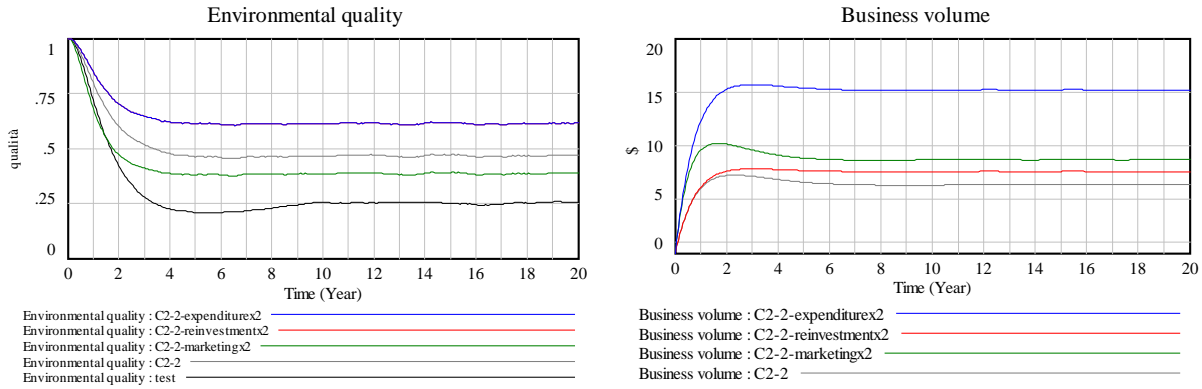 Environmental quality
1
.75
.5
.25
0
qualità
0 2 4 6 8 10 12 14 16 18 20
Time (Year)
Environmental quality : C2-2-expenditurex2
Environmental quality : C2-2-reinvestmentx2
Environmental quality : C2-2-marketingx2
Environmental quality : C2-2
Environmental quality : test
Business volume
20
15
10
5
0
$
0 2 4 6 8 10 12 14 16 18 20
Time (Year)
Business volume : C2-2-expenditurex2
Business volume : C2-2-reinvestmentx2
Business volume : C2-2-marketingx2
Business volume : C2-2